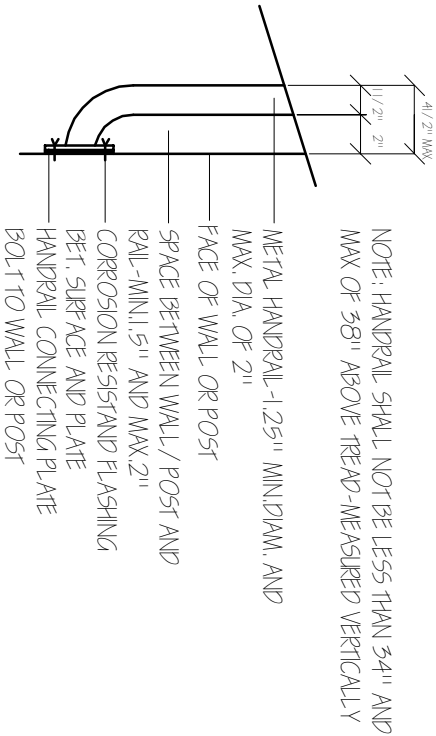 4 1/2" MAX
1 1/2" 2"
NOTE: HANDRAIL SHALL NOT BE LESS THAN 34" AND
MAX OF 38" ABOVE TREAD-MEASURED VERTICALLY
METAL HANDRAIL-1.25" MIN.DIAM. AND
MAX. DIA. OF 2"
FACE OF WALL OR POST
SPACE BETWEEN WALL / POST AND
RAIL-MIN.1.5" AND MAX.2"
CORROSION RESISTAND FLASHING
BET. SURFACE AND PLATE
HANDRAIL CONNECTING PLATE
BOLT TO WALL OR POST